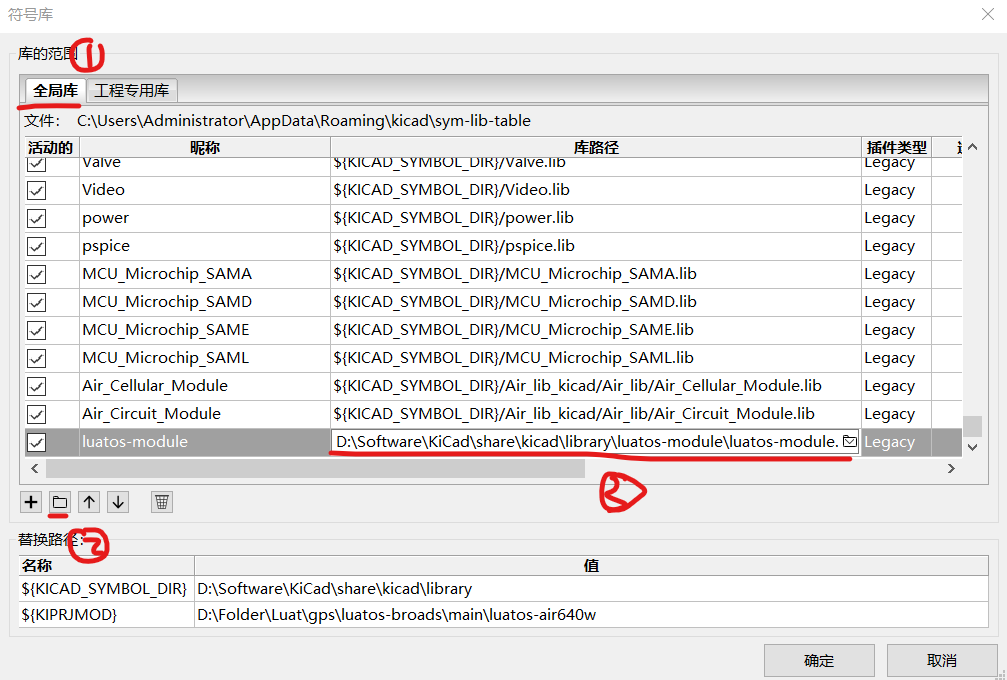 符号库
库的范围 1
全局库 工程专用库
文件： C:\Users\Administrator\AppData\Roaming\kicad\sym-lib-table
活动的 昵称 库路径 插件类型
Valve ${KICAD_SYMBOL_DIR}/Valve.lib Legacy
Video ${KICAD_SYMBOL_DIR}/Video.lib Legacy
power ${KICAD_SYMBOL_DIR}/power.lib Legacy
pspice ${KICAD_SYMBOL_DIR}/pspice.lib Legacy
MCU_Microchip_SAMA ${KICAD_SYMBOL_DIR}/MCU_Microchip_SAMA.lib Legacy
MCU_Microchip_SAMD ${KICAD_SYMBOL_DIR}/MCU_Microchip_SAMD.lib Legacy
MCU_Microchip_SAME ${KICAD_SYMBOL_DIR}/MCU_Microchip_SAME.lib Legacy
MCU_Microchip_SAML ${KICAD_SYMBOL_DIR}/MCU_Microchip_SAML.lib Legacy
Air_Cellular_Module ${KICAD_SYMBOL_DIR}/Air_lib_kicad/Air_lib/Air_Cellular_Module.lib Legacy
Air_Circuit_Module ${KICAD_SYMBOL_DIR}/Air_lib_kicad/Air_lib/Air_Circuit_Module.lib Legacy
luatos-module D:\Software\KiCad\share\kicad\library\luatos-module\luatos-module. Legacy
替换路径: 2
名称 值
${KICAD_SYMBOL_DIR} D:\Software\KiCad\share\kicad\library
${KIPRJMOD} D:\Folder\Luat\gps\luatos-broads\main\luatos-air640w
确定 取消